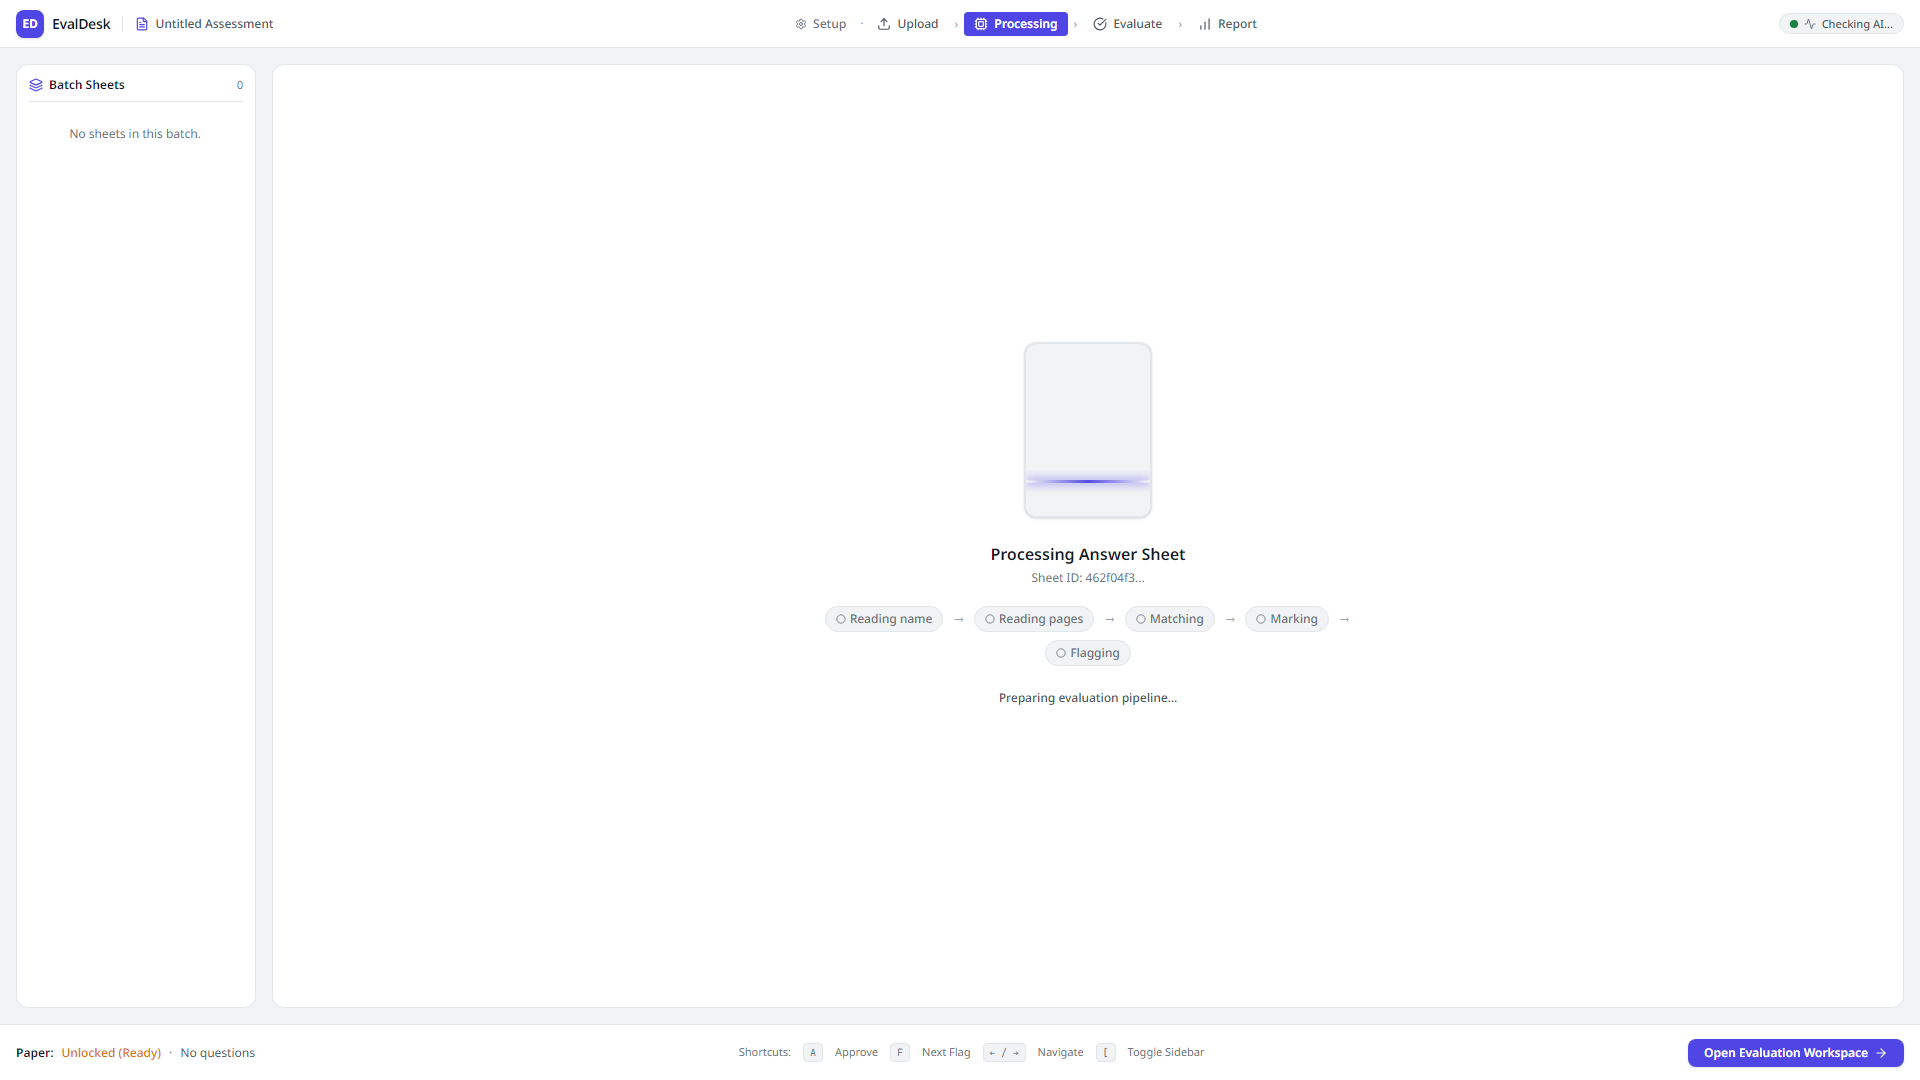 ED EvalDesk Untitled Assessment Setup · Upload › Processing › Evaluate › Report Checking AI...
Batch Sheets 0
No sheets in this batch.
Processing Answer Sheet
Sheet ID: 462f04f3...
Reading name → Reading pages → Matching → Marking →
Flagging
Preparing evaluation pipeline...
Paper: Unlocked (Ready) · No questions Shortcuts: A Approve F Next Flag ← / → Navigate [ Toggle Sidebar Open Evaluation Workspace →